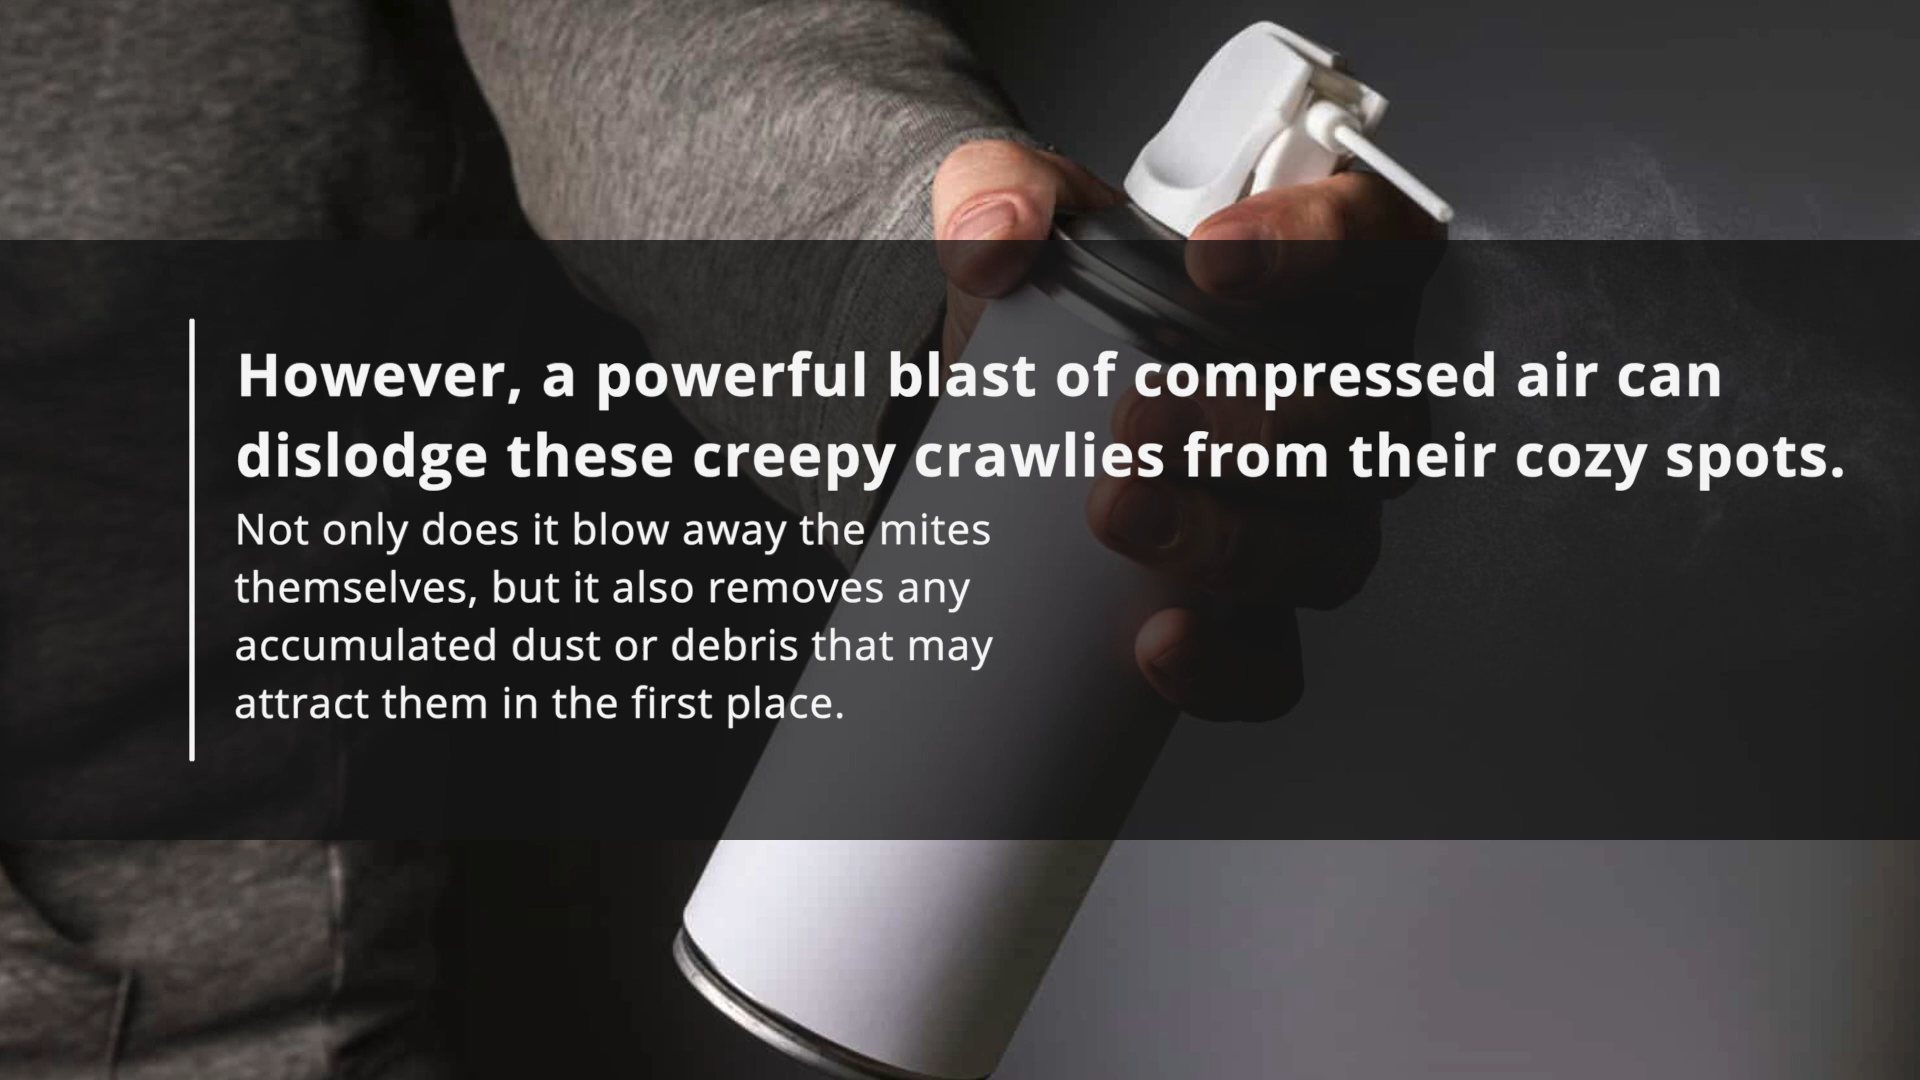 However, a powerful blast of compressed air can
dislodge these creepy crawlies from their cozy spots.
Not only does it blow away the mites
themselves, but it also removes any
accumulated dust or debris that may
attract them in the first place.